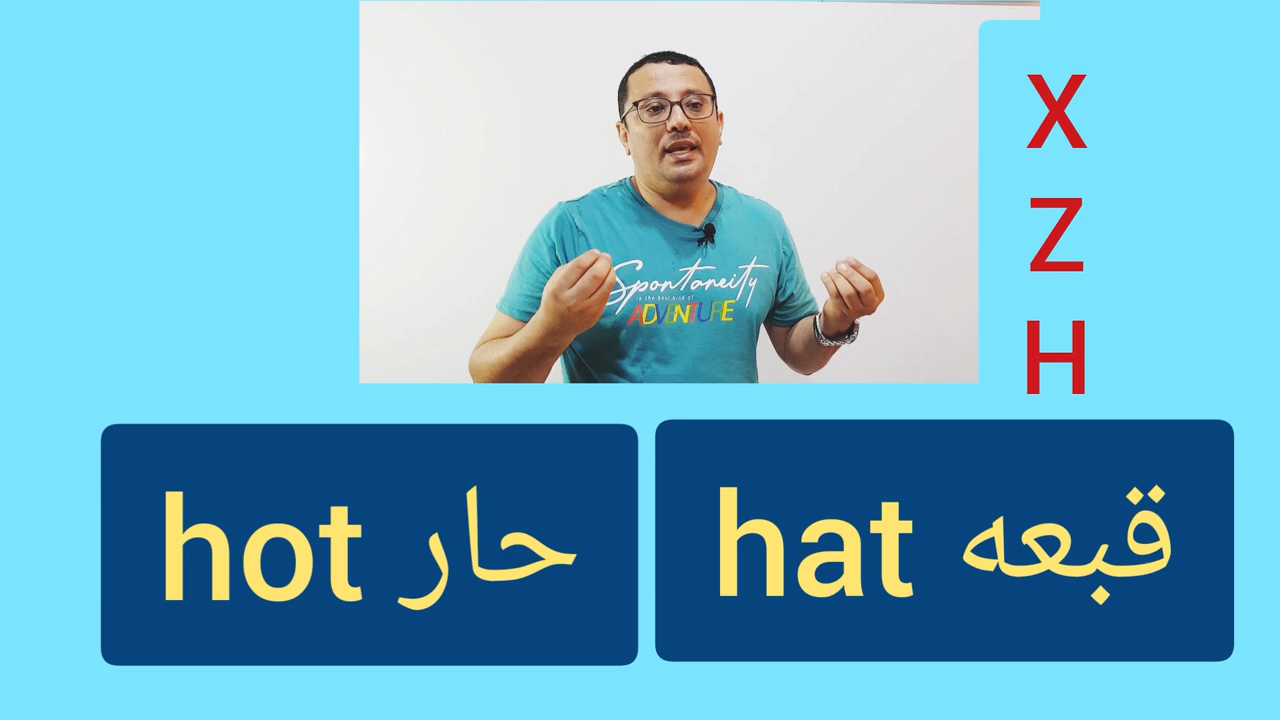 X
Z
H
Spontaneity
is the best kind of
ADVENTURE
hot حار
hat قبعه